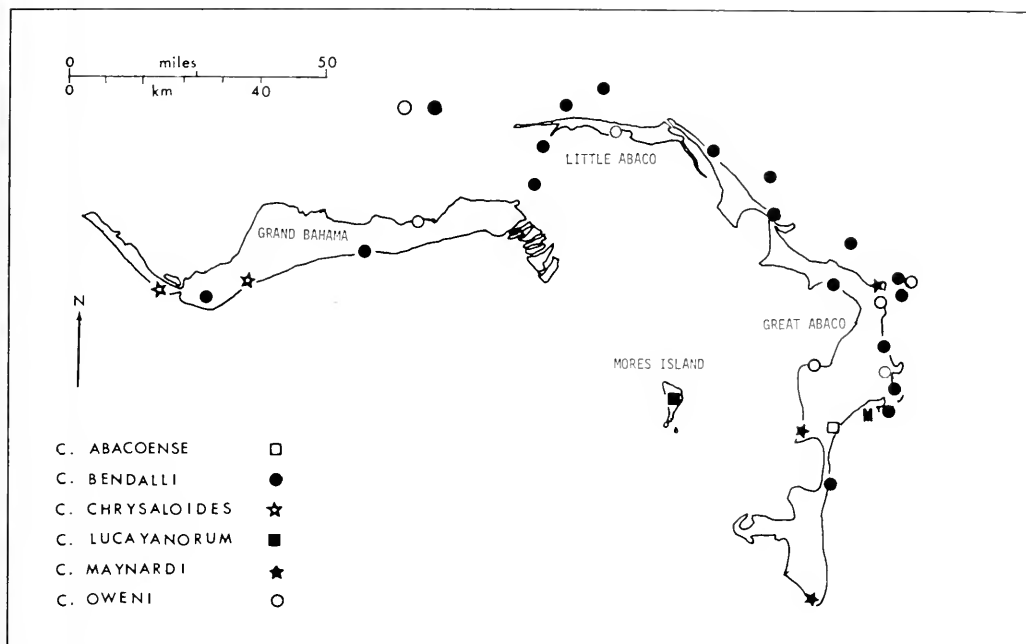 0 miles 50
0 km 40
LITTLE ABACO
GRAND BAHAMA
N
GREAT ABACO
MORES ISLAND
C. ABACOENSE
C. BENDALLI
C. CHRYSALOIDES
C. LUCAYANORUM
C. MAYNARDI
C. OWENI